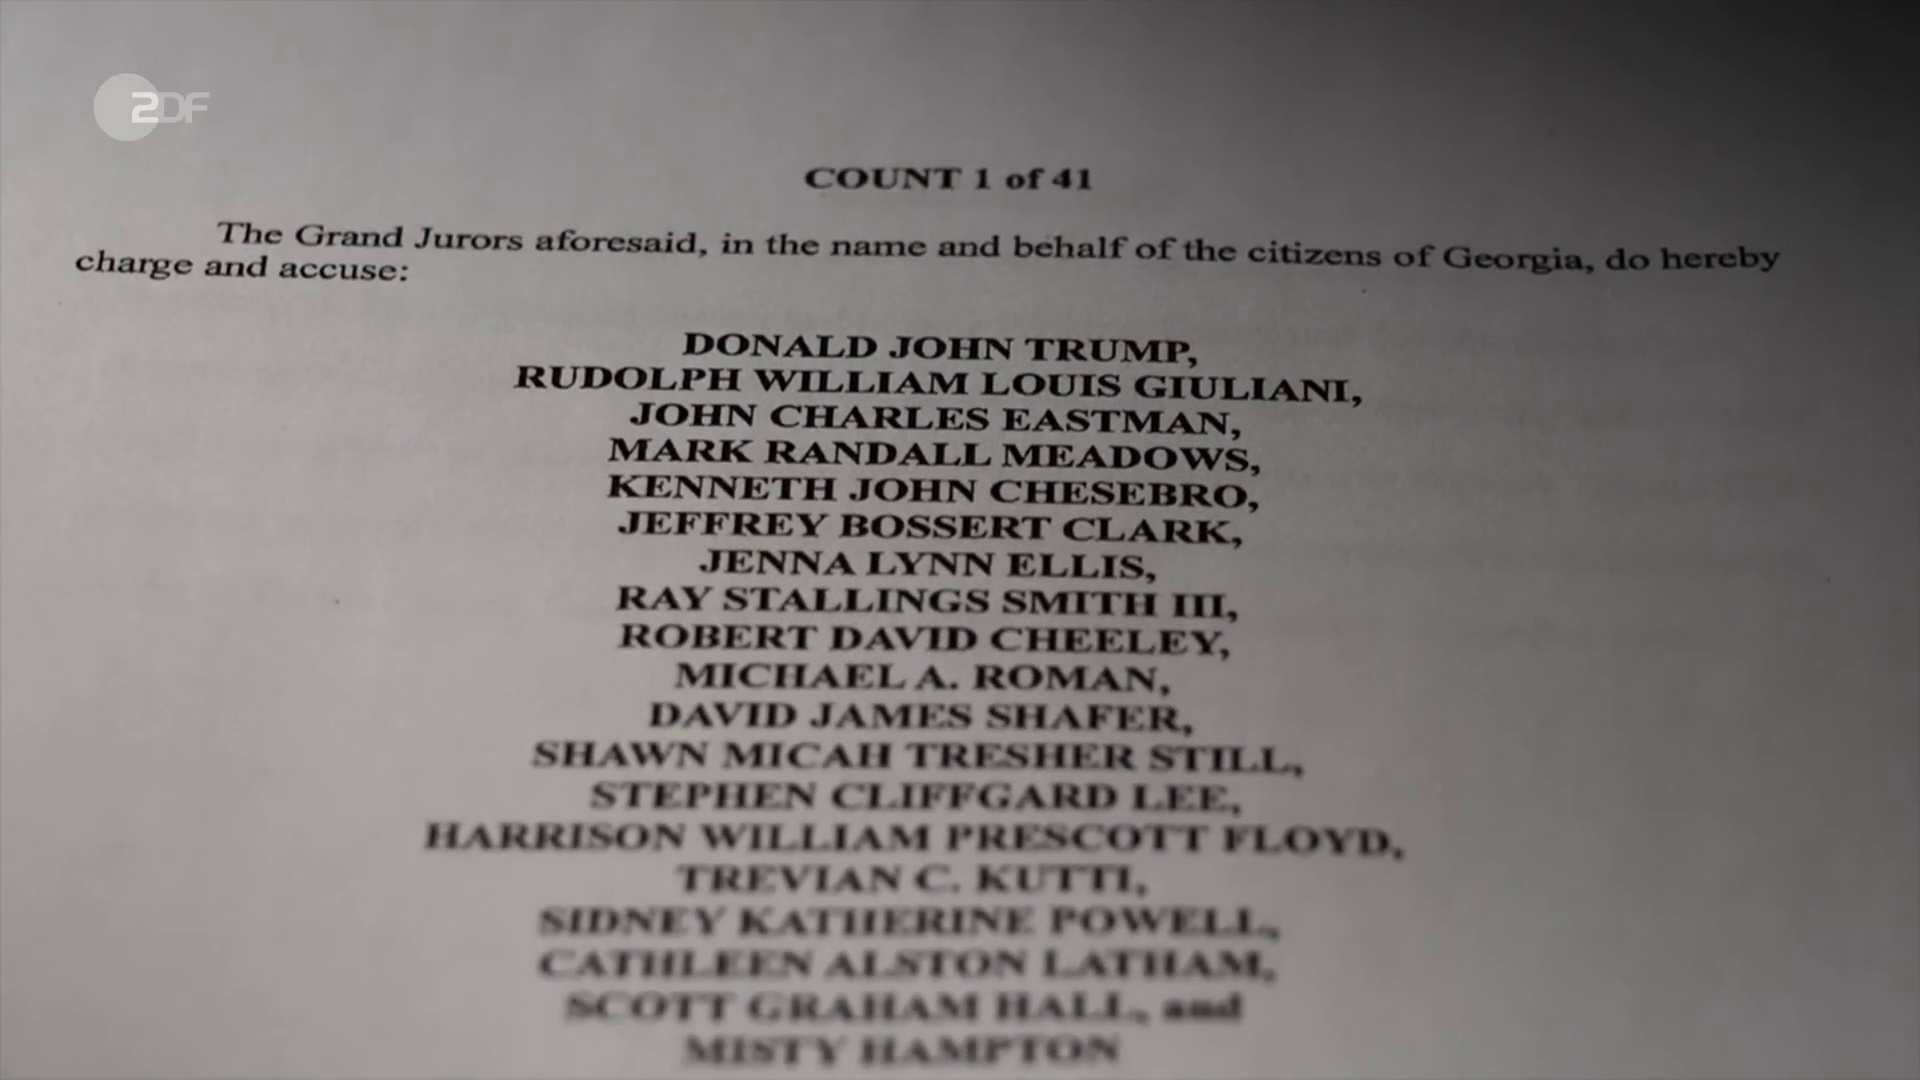 ZDF
COUNT 1 of 41
The Grand Jurors aforesaid, in the name and behalf of the citizens of Georgia, do hereby
charge and accuse:
DONALD JOHN TRUMP,
RUDOLPH WILLIAM LOUIS GIULIANI,
JOHN CHARLES EASTMAN,
MARK RANDALL MEADOWS,
KENNETH JOHN CHESEBRO,
JEFFREY BOSSERT CLARK,
JENNA LYNN ELLIS,
RAY STALLINGS SMITH III,
ROBERT DAVID CHEELEY,
MICHAEL A. ROMAN,
DAVID JAMES SHAFER,
SHAWN MICAH TRESHER STILL,
STEPHEN CLIFFGARD LEE,
HARRISON WILLIAM PRESCOTT FLOYD,
TREVIAN C. KUTTI,
SIDNEY KATHERINE POWELL,
CATHLEEN ALSTON LATHAM,
SCOTT GRAHAM HALL, and
MISTY HAMPTON